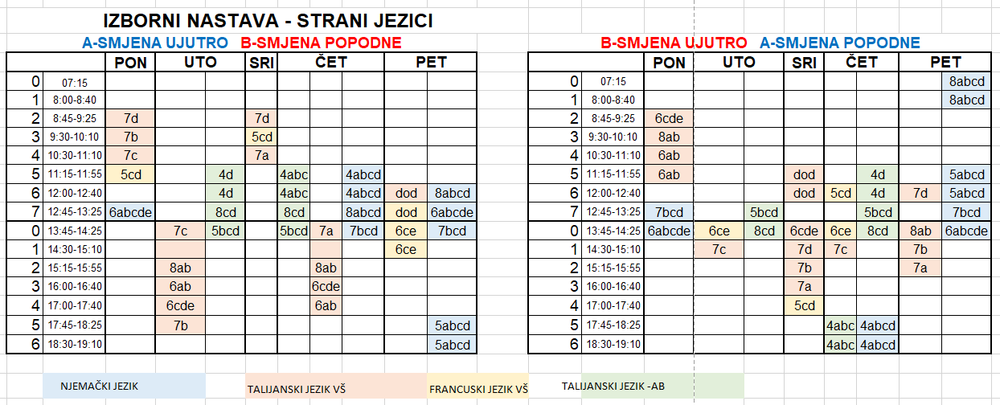 IZBORNI NASTAVA - STRANI JEZICI
A-SMJENA UJUTRO B-SMJENA POPODNE
PON UTO SRI ČET PET
0 07:15
1 8:00-8:40
2 8:45-9:25 7d 7d
3 9:30-10:10 7b 5cd
4 10:30-11:10 7c 7a
5 11:15-11:55 5cd 4d 4abc 4abcd
6 12:00-12:40 4d 4abc 4abcd dod 8abcd
7 12:45-13:25 6abcde 8cd 8cd 8abcd dod 6abcde
0 13:45-14:25 7c 5bcd 5bcd 7a 7bcd 6ce 7bcd
1 14:30-15:10 6ce
2 15:15-15:55 8ab 8ab
3 16:00-16:40 6ab 6cde
4 17:00-17:40 6cde 6ab
5 17:45-18:25 7b 5abcd
6 18:30-19:10 5abcd
B-SMJENA UJUTRO A-SMJENA POPODNE
PON UTO SRI ČET PET
0 07:15 8abcd
1 8:00-8:40 8abcd
2 8:45-9:25 6cde
3 9:30-10:10 8ab
4 10:30-11:10 6ab
5 11:15-11:55 6ab dod 4d 5abcd
6 12:00-12:40 dod 5cd 4d 7d 5abcd
7 12:45-13:25 7bcd 5bcd 5bcd 7bcd
0 13:45-14:25 6abcde 6ce 8cd 6cde 6ce 8cd 8ab 6abcde
1 14:30-15:10 7c 7d 7c 7b
2 15:15-15:55 7b 7a
3 16:00-16:40 7a
4 17:00-17:40 5cd
5 17:45-18:25 4abc 4abcd
6 18:30-19:10 4abc 4abcd
NJEMAČKI JEZIK TALIJANSKI JEZIK VŠ FRANCUSKI JEZIK VŠ TALIJANSKI JEZIK -AB